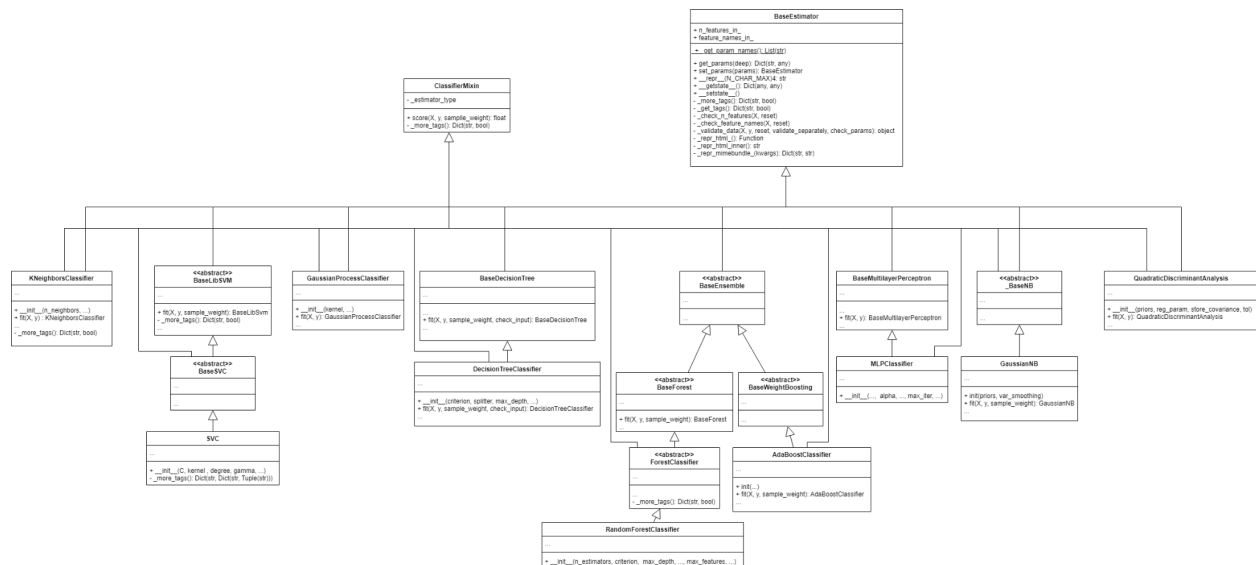 BaseEstimator
+ n_features_in_
+ feature_names_in_
+ _get_param_names(): List(str)
+ get_params(deep): Dict(str, any)
+ set_params(params): BaseEstimator
+ __repr__(N_CHAR_MAX)4: str
+ __getstate__(): Dict(any, any)
+ __setstate__()
- _more_tags(): Dict(str, bool)
- _get_tags(): Dict(str, bool)
- _check_n_features(X, reset)
- _check_feature_names(X, reset)
- _validate_data(X, y, reset, validate_separately, check_params): object
- _repr_html_(): Function
- _repr_html_inner(): str
- _repr_mimebundle_(kwargs): Dict(str, str)
ClassifierMixin
- _estimator_type
+ score(X, y, sample_weight): float
- _more_tags(): Dict(str, bool)
KNeighborsClassifier
...
+ __init__(n_neighbors, ...)
+ fit(X, y) : KNeighborsClassifier
...
- _more_tags(): Dict(str, bool)
<<abstract>>
BaseLibSVM
...
+ fit(X, y, sample_weight): BaseLibSvm
- _more_tags(): Dict(str, bool)
...
GaussianProcessClassifier
...
+ __init__(kernel, ...)
+ fit(X, y): GaussianProcessClassifier
...
BaseDecisionTree
...
...
+ fit(X, y, sample_weight, check_input): BaseDecisionTree
...
<<abstract>>
BaseEnsemble
...
...
BaseMultilayerPerceptron
...
...
+ fit(X, y): BaseMultilayerPerceptron
...
<<abstract>>
_BaseNB
...
...
QuadraticDiscriminantAnalysis
...
+ __init__(priors, reg_param, store_covariance, tol)
+ fit(X, y): QuadraticDiscriminantAnalysis
...
<<abstract>>
BaseSVC
...
...
DecisionTreeClassifier
...
+ __init__(criterion, splitter, max_depth, ...)
+ fit(X, y, sample_weight, check_input): DecisionTreeClassifier
...
<<abstract>>
BaseForest
...
+ fit(X, y, sample_weight): BaseForest
...
<<abstract>>
BaseWeightBoosting
...
...
MLPClassifier
...
+ __init__(..., alpha, ..., max_iter, ...)
GaussianNB
...
+ init(priors, var_smoothing)
+ fit(X, y, sample_weight): GaussianNB
...
SVC
...
+ __init__(C, kernel , degree, gamma, ...)
- _more_tags(): Dict(str, Dict(str, Tuple(str)))
<<abstract>>
ForestClassifier
...
...
- _more_tags(): Dict(str, bool)
AdaBoostClassifier
...
+ init(...)
+ fit(X, y, sample_weight): AdaBoostClassifier
...
RandomForestClassifier
...
+ __init__(n_estimators, criterion, max_depth, ..., max_features, ...)